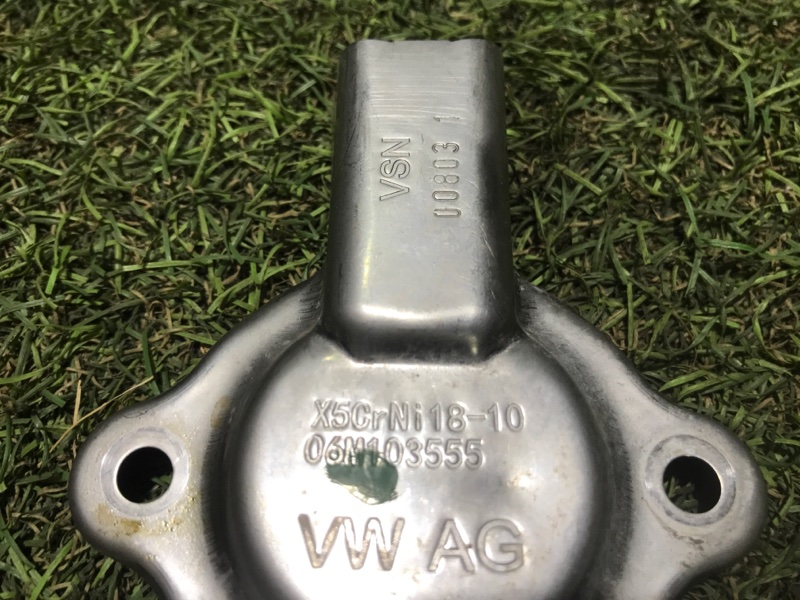 VSN
00803 1
X5CrNi18-10
06M103555
VW AG